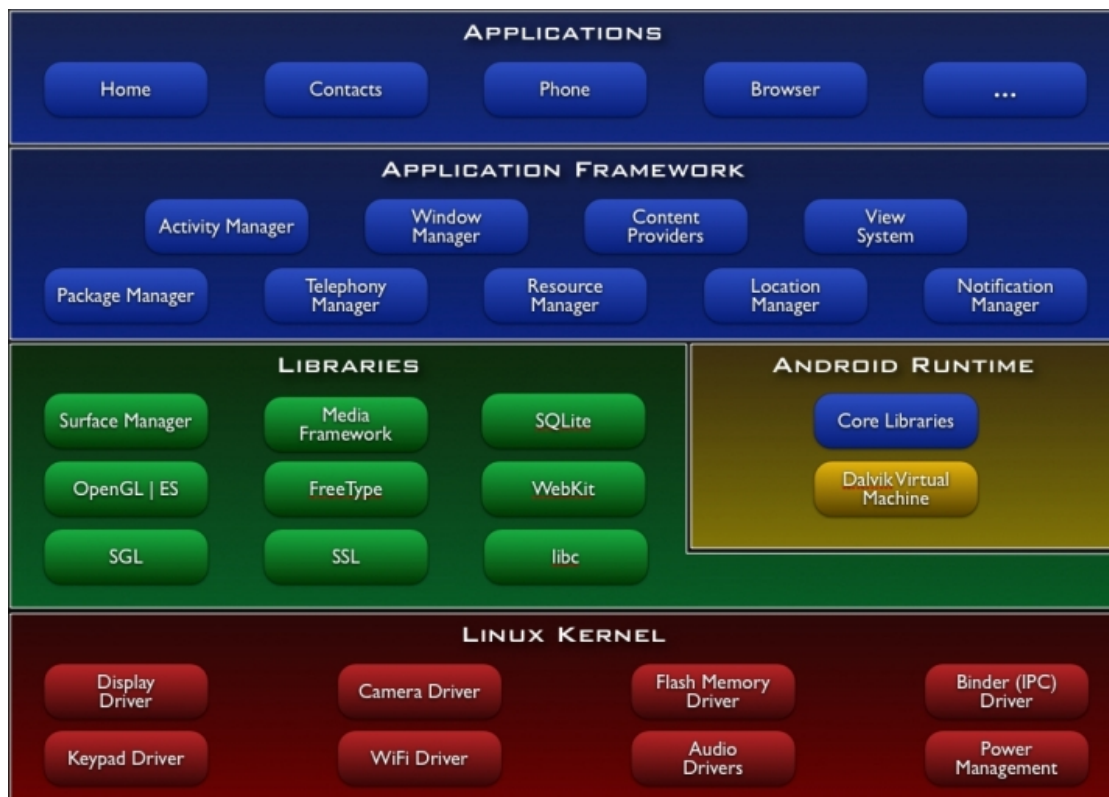 APPLICATIONS
Home
Contacts
Phone
Browser
...
APPLICATION FRAMEWORK
Activity Manager
Window
Manager
Content
Providers
View
System
Package Manager
Telephony
Manager
Resource
Manager
Location
Manager
Notification
Manager
LIBRARIES
Surface Manager
Media
Framework
SQLite
OpenGL | ES
FreeType
WebKit
SGL
SSL
libc
ANDROID RUNTIME
Core Libraries
Dalvik Virtual
Machine
LINUX KERNEL
Display
Driver
Camera Driver
Flash Memory
Driver
Binder (IPC)
Driver
Keypad Driver
WiFi Driver
Audio
Drivers
Power
Management